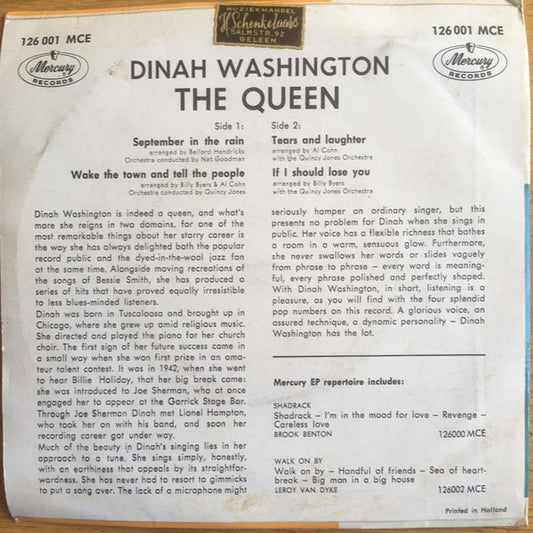 MUZIEKHANDEL
H Schenkelaars
SALMSTR. 92
GELEEN
126 001 MCE
126 001 MCE
Mercury
RECORDS
Mercury
RECORDS
DINAH WASHINGTON
THE QUEEN
Side 1:
September in the rain
arranged by Belford Hendricks
Orchestra conducted by Nat Goodman
Wake the town and tell the people
arranged by Billy Byers & Al Cohn
Orchestra conducted by Quincy Jones
Side 2:
Tears and laughter
arranged by Al Cohn
with the Quincy Jones Orchestra
If I should lose you
arranged by Billy Byers
with the Quincy Jones Orchestra
Dinah Washington is indeed a queen, and what's
more she reigns in two domains, for one of the
most remarkable things about her starry career is
the way she has always delighted both the popular
record public and the dyed-in-the-wool jazz fan
at the same time. Alongside moving recreations of
the songs of Bessie Smith, she has produced a
series of hits that have proved equally irresistible
to less blues-minded listeners.
Dinah was born in Tuscaloosa and brought up in
Chicago, where she grew up amid religious music.
She directed and played the piano for her church
choir. The first sign of her future success came in
a small way when she won first prize in an ama-
teur talent contest. It was in 1942, when she went
to hear Billie Holiday, that her big break came:
she was introduced to Joe Sherman, who at once
engaged her to appear at the Garrick Stage Bar.
Through Joe Sherman Dinah met Lionel Hampton,
who took her on with his band, and soon her
recording career got under way.
Much of the beauty in Dinah's singing lies in her
approach to a tune. She sings simply, honestly,
with an earthiness that appeals by its straightfor-
wardness. She has never had to resort to gimmicks
to put a song over. The lack of a microphone might
seriously hamper an ordinary singer, but this
presents no problem for Dinah when she sings in
public. Her voice has a flexible richness that bathes
a room in a warm, sensuous glow. Furthermore,
she never swallows her words or slides vaguely
from phrase to phrase – every word is meaning-
ful, every phrase polished and perfectly shaped.
With Dinah Washington, in short, listening is a
pleasure, as you will find with the four splendid
pop numbers on this record. A glorious voice, an
assured technique, a dynamic personality – Dinah
Washington has the lot.
Mercury EP repertoire includes:
SHADRACK
Shadrack – I'm in the mood for love – Revenge –
Careless love
BROOK BENTON 126000 MCE
WALK ON BY
Walk on by – Handful of friends – Sea of heart-
break – Big man in a big house
LEROY VAN DYKE 126002 MCE
Printed in Holland